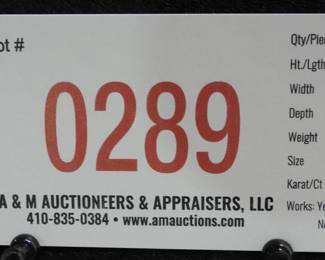 ot #
0289
A & M AUCTIONEERS & APPRAISERS, LLC
410-835-0384 • www.amauctions.com
Qty/Pie
Ht./Lgth
Width
Depth
Weight
Size
Karat/Ct
Works: Ye
No